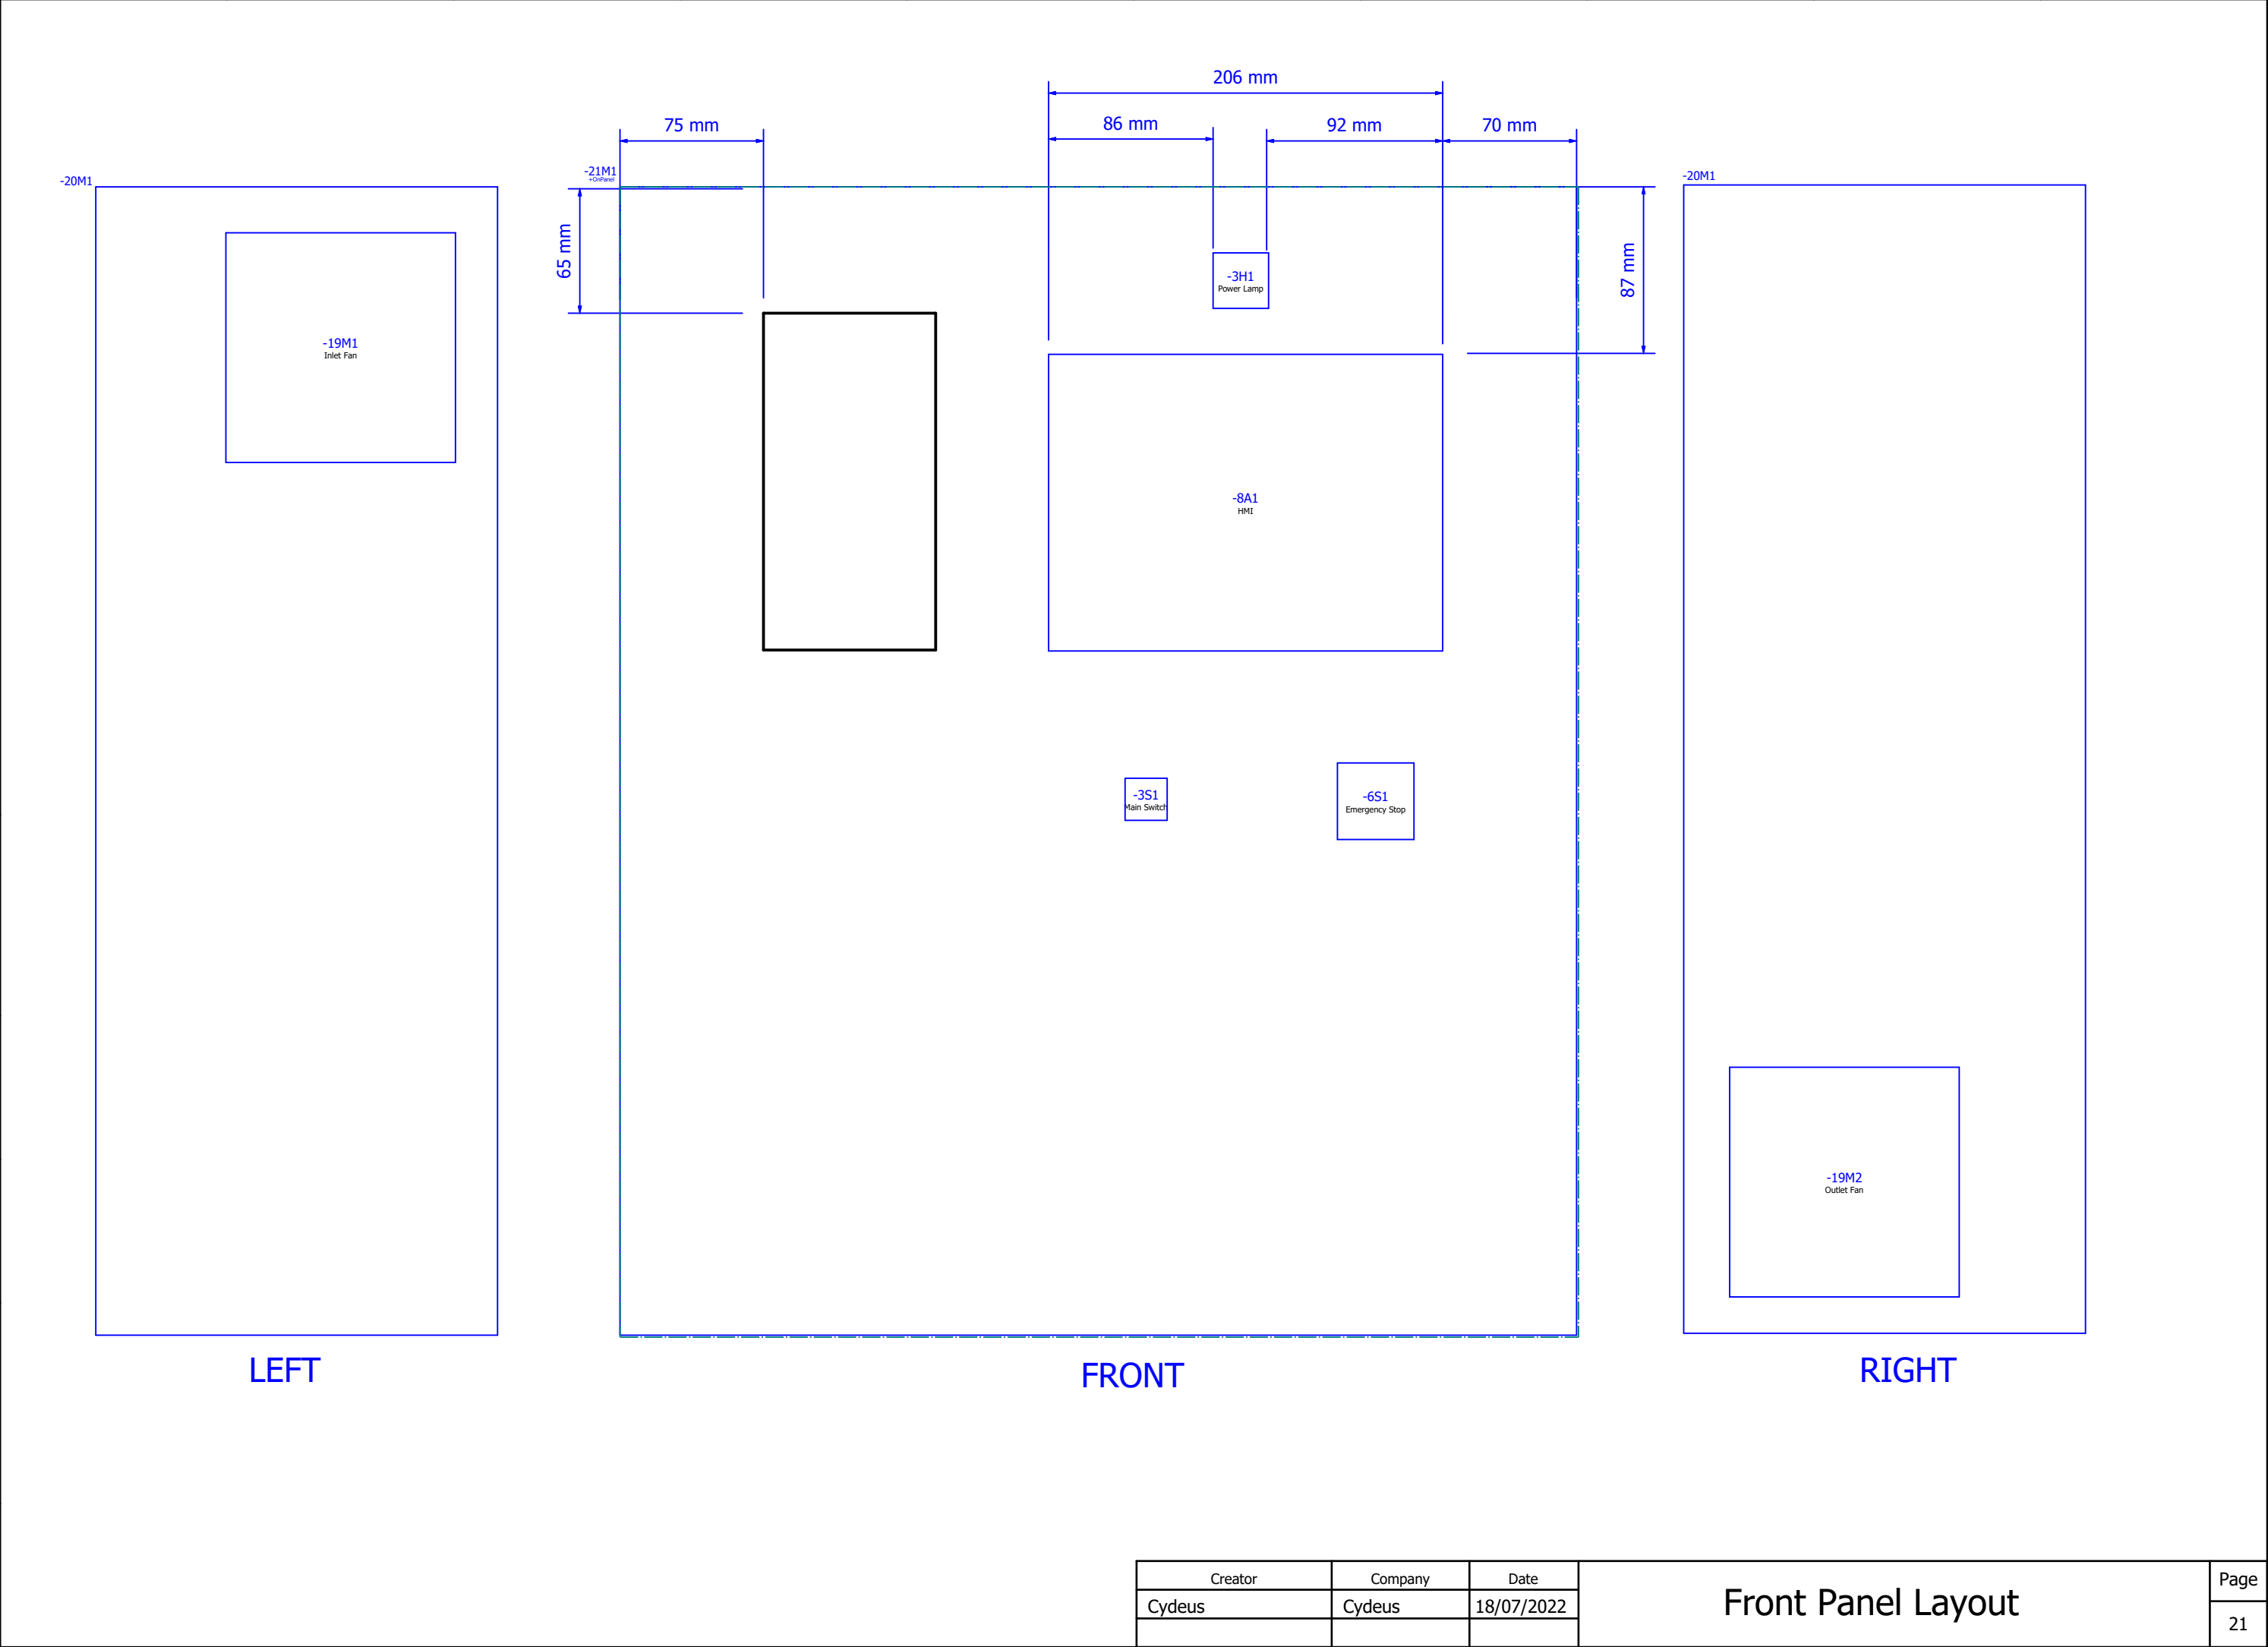 206 mm
75 mm
86 mm
92 mm
70 mm
-20M1
-21M1
+OnPanel
-20M1
65 mm
87 mm
-3H1
Power Lamp
-19M1
Inlet Fan
-8A1
HMI
-3S1
Main Switch
-6S1
Emergency Stop
-19M2
Outlet Fan
LEFT
FRONT
RIGHT
Creator
Company
Date
Cydeus
Cydeus
18/07/2022
Front Panel Layout
Page
21